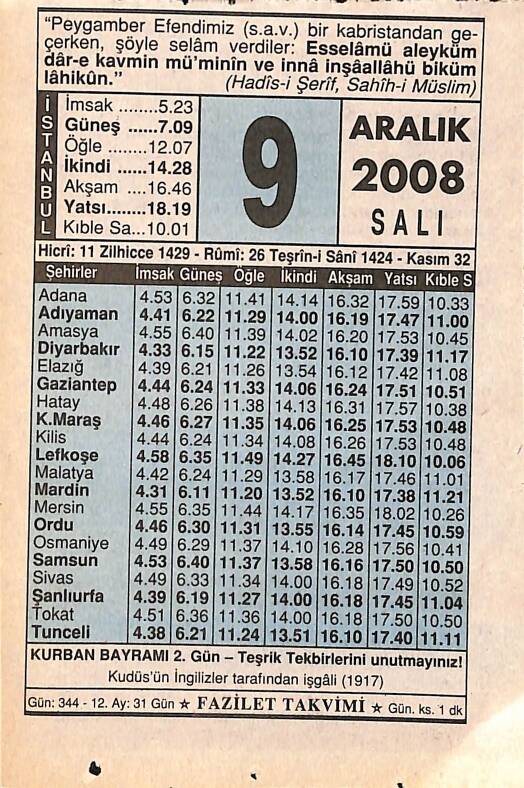 “Peygamber Efendimiz (s.a.v.) bir kabristandan ge-
çerken, şöyle selâm verdiler: Esselâmü aleyküm
dâr-e kavmin mü’minîn ve innâ inşâallâhü biküm
lâhikûn.” (Hadîs-i Şerîf, Sahîh-i Müslim)
İSTANBUL
İmsak ........5.23
Güneş ......7.09
Öğle ........12.07
İkindi ......14.28
Akşam ....16.46
Yatsı........18.19
Kıble Sa...10.01
9
ARALIK
2008
SALI
Hicrî: 11 Zilhicce 1429 - Rûmî: 26 Teşrîn-i Sânî 1424 - Kasım 32
Şehirler İmsak Güneş Öğle İkindi Akşam Yatsı Kıble S
Adana 4.53 6.32 11.41 14.14 16.32 17.59 10.33
Adıyaman 4.41 6.22 11.29 14.00 16.19 17.47 11.00
Amasya 4.55 6.40 11.39 14.02 16.20 17.53 10.45
Diyarbakır 4.33 6.15 11.22 13.52 16.10 17.39 11.17
Elazığ 4.39 6.21 11.26 13.54 16.12 17.42 11.08
Gaziantep 4.44 6.24 11.33 14.06 16.24 17.51 10.51
Hatay 4.48 6.26 11.38 14.13 16.31 17.57 10.38
K.Maraş 4.46 6.27 11.35 14.06 16.25 17.53 10.48
Kilis 4.44 6.24 11.34 14.08 16.26 17.53 10.48
Lefkoşe 4.58 6.35 11.49 14.27 16.45 18.10 10.06
Malatya 4.42 6.24 11.29 13.58 16.17 17.46 11.01
Mardin 4.31 6.11 11.20 13.52 16.10 17.38 11.21
Mersin 4.55 6.35 11.44 14.17 16.35 18.02 10.26
Ordu 4.46 6.30 11.31 13.55 16.14 17.45 10.59
Osmaniye 4.49 6.29 11.37 14.10 16.28 17.56 10.41
Samsun 4.53 6.40 11.37 13.58 16.16 17.50 10.50
Sivas 4.49 6.33 11.34 14.00 16.18 17.49 10.52
Şanlıurfa 4.39 6.19 11.27 14.00 16.18 17.45 11.04
Tokat 4.51 6.36 11.36 14.00 16.18 17.50 10.50
Tunceli 4.38 6.21 11.24 13.51 16.10 17.40 11.11
KURBAN BAYRAMI 2. Gün – Teşrik Tekbirlerini unutmayınız!
Kudüs’ün İngilizler tarafından işgâli (1917)
Gün: 344 - 12. Ay: 31 Gün ★ FAZİLET TAKVİMİ ★ Gün. ks. 1 dk